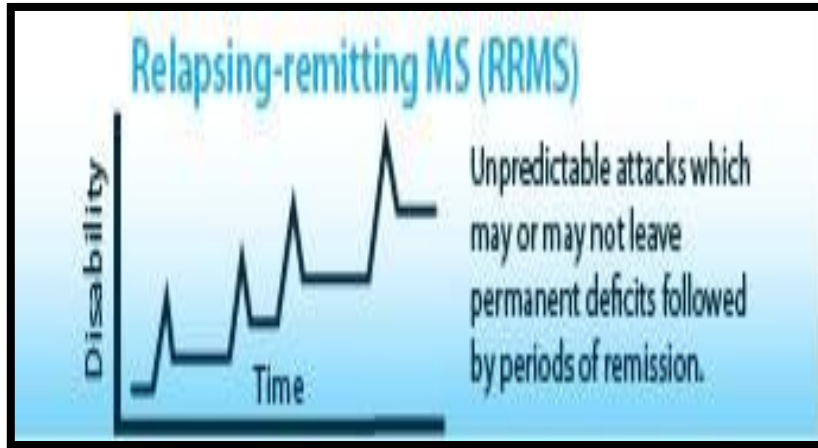 Relapsing-remitting MS (RRMS)
Disability
Time
Unpredictable attacks which
may or may not leave
permanent deficits followed
by periods of remission.